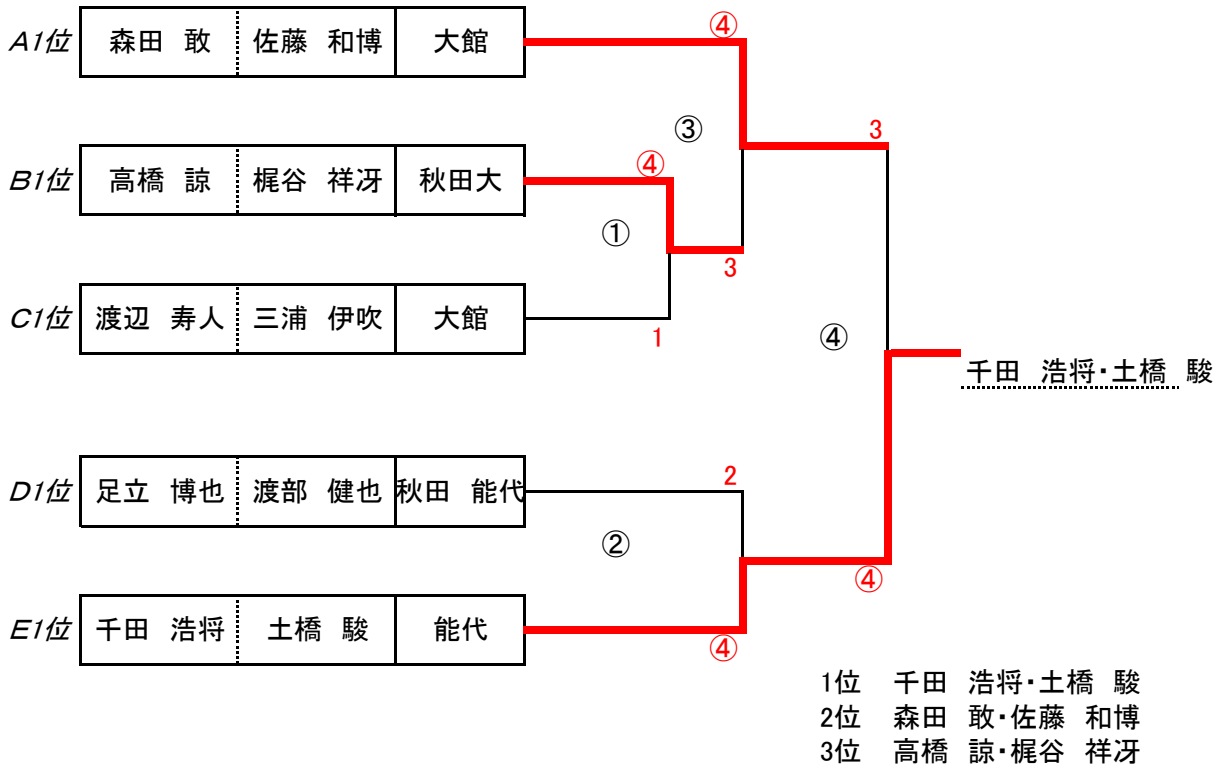 ④
A1位 森田 敢 佐藤 和博 大館
③ 3
④
B1位 高橋 諒 梶谷 祥冴 秋田大
①
3
C1位 渡辺 寿人 三浦 伊吹 大館
1 ④
千田 浩将・土橋 駿
2
D1位 足立 博也 渡部 健也 秋田 能代
②
④
E1位 千田 浩将 土橋 駿 能代
④
1位 千田 浩将・土橋 駿
2位 森田 敢・佐藤 和博
3位 高橋 諒・梶谷 祥冴